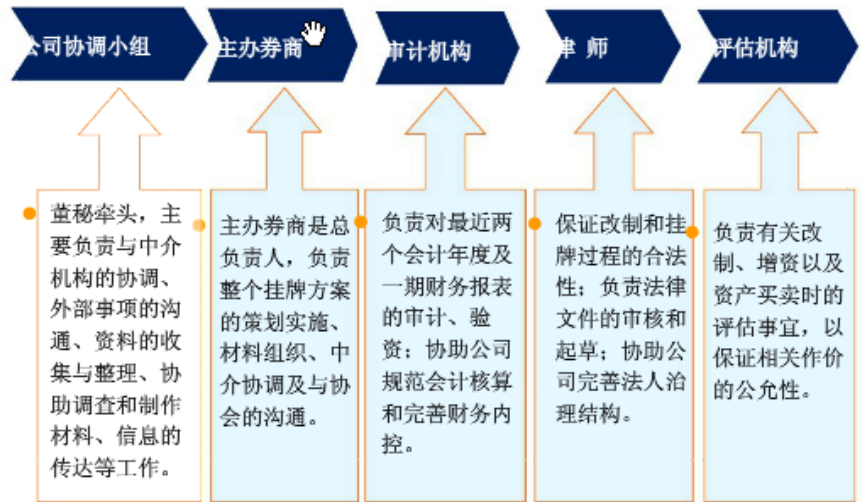 公司协调小组
主办券商
审计机构
律 师
评估机构
董秘牵头，主
要负责与中介
机构的协调、
外部事项的沟
通、资料的收
集与整理、协
助调查和制作
材料、信息的
传达等工作。
主办券商是总
负责人，负责
整个挂牌方案
的策划实施、
材料组织、中
介协调及与协
会的沟通。
负责对最近两
个会计年度及
一期财务报表
的审计、验
资；协助公司
规范会计核算
和完善财务内
控。
保证改制和挂
牌过程的合法
性；负责法律
文件的审核和
起草；协助公
司完善法人治
理结构。
负责有关改
制、增资以及
资产买卖时的
评估事宜，以
保证相关作价
的公允性。